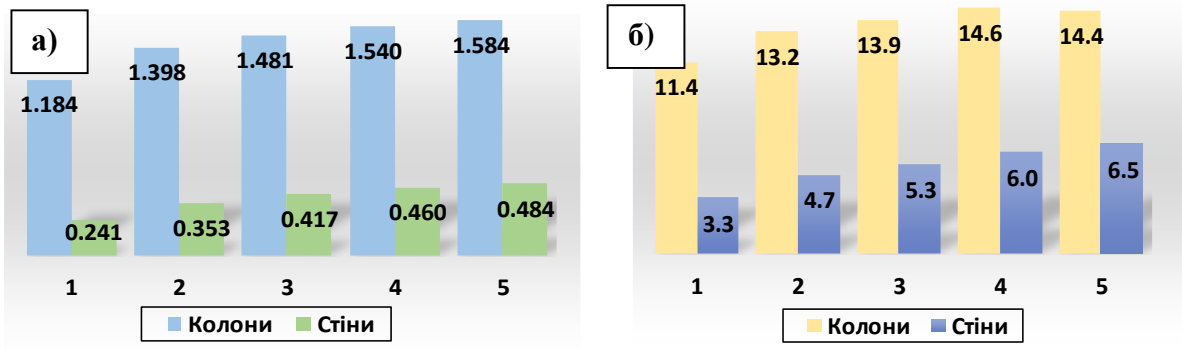 а)
1.184 1.398 1.481 1.540 1.584
0.241 0.353 0.417 0.460 0.484
1 2 3 4 5
Колони Стіни
б)
11.4 13.2 13.9 14.6 14.4
3.3 4.7 5.3 6.0 6.5
1 2 3 4 5
Колони Стіни